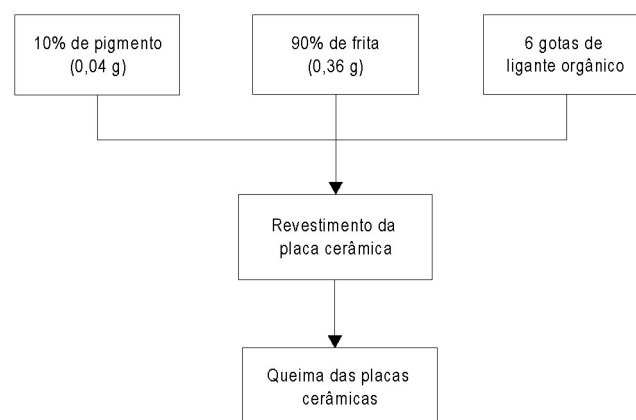 10% de pigmento
(0,04 g)
90% de frita
(0,36 g)
6 gotas de
ligante orgânico
Revestimento da
placa cerâmica
Queima das placas
cerâmicas